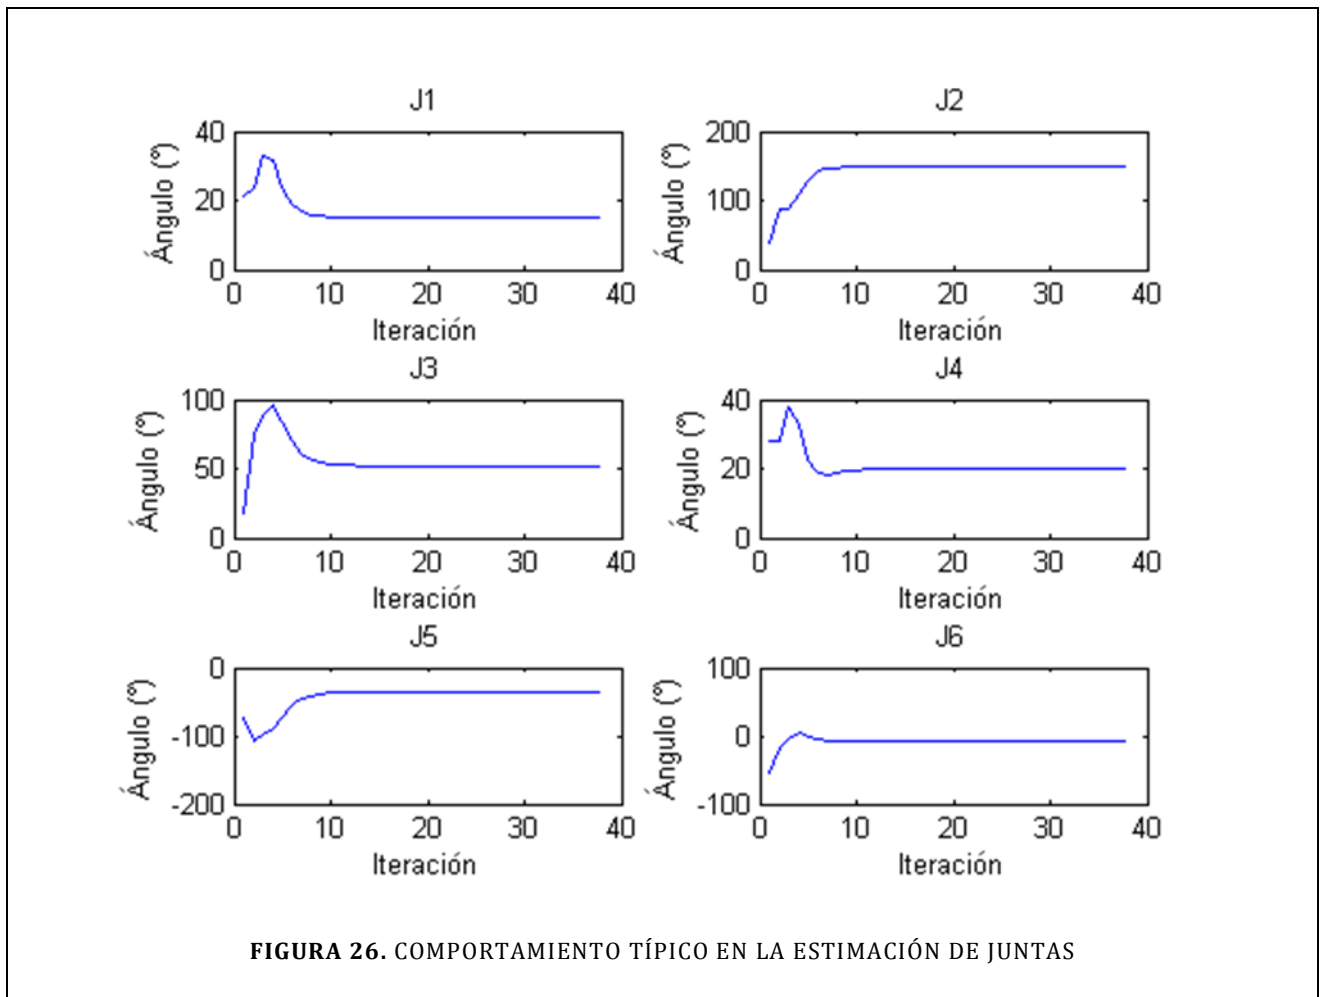 J1
40
20
0
Ángulo (°)
0 10 20 30 40
Iteración
J2
200
100
0
Ángulo (°)
0 10 20 30 40
Iteración
J3
100
50
0
Ángulo (°)
0 10 20 30 40
Iteración
J4
40
20
0
Ángulo (°)
0 10 20 30 40
Iteración
J5
0
-100
-200
Ángulo (°)
0 10 20 30 40
Iteración
J6
100
0
-100
Ángulo (°)
0 10 20 30 40
Iteración
FIGURA 26. COMPORTAMIENTO TÍPICO EN LA ESTIMACIÓN DE JUNTAS